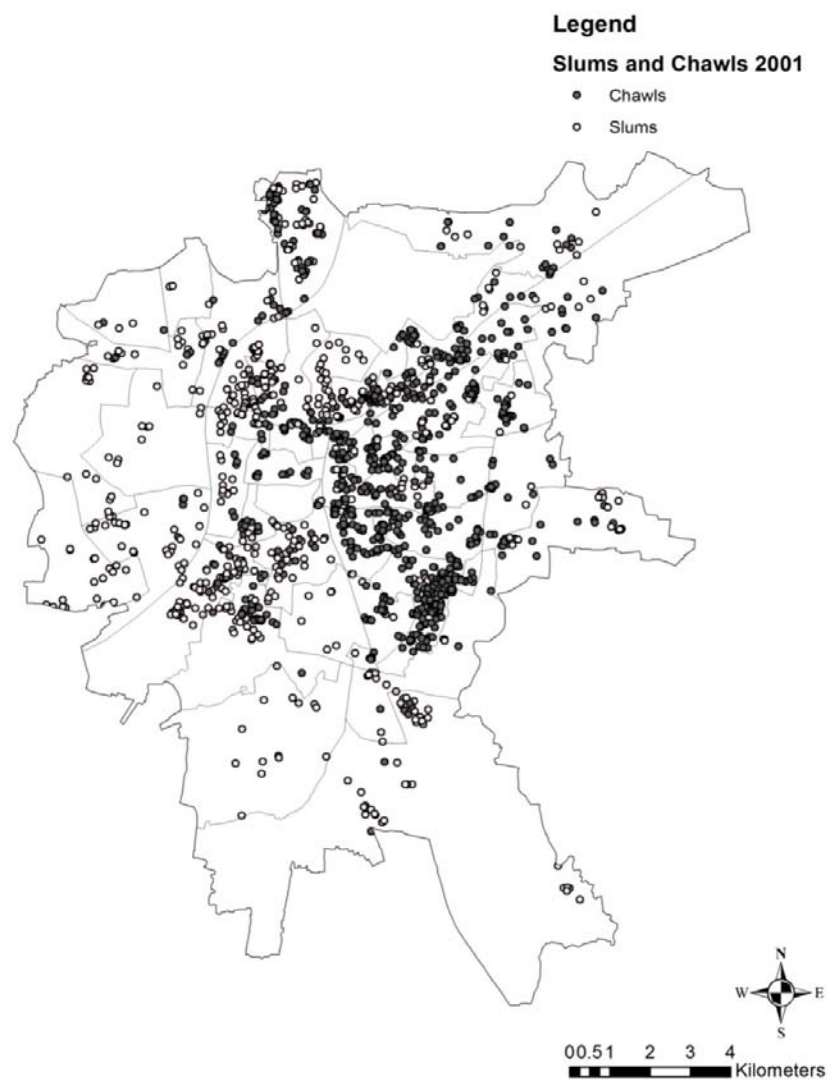 Legend
Slums and Chawls 2001
Chawls
Slums
N
W E
S
00.51 2 3 4
Kilometers